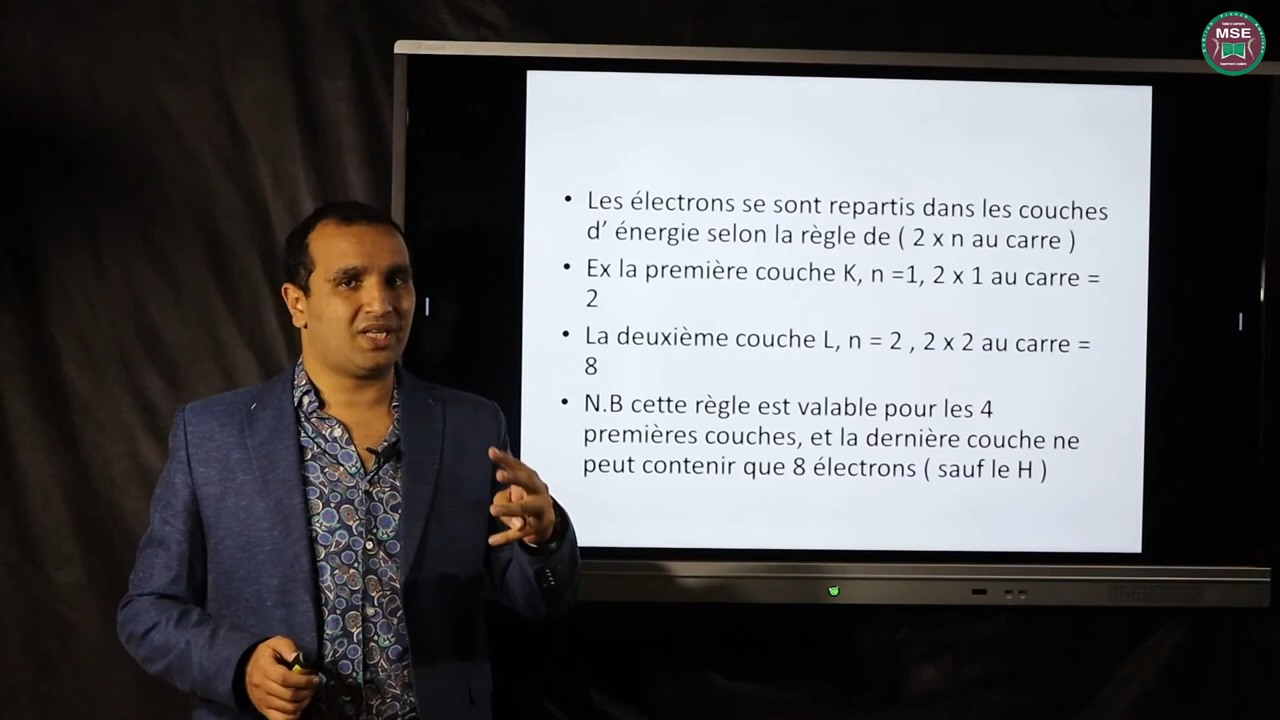 MSE
• Les électrons se sont repartis dans les couches
d’ énergie selon la règle de ( 2 x n au carre )
• Ex la première couche K, n =1, 2 x 1 au carre =
2
• La deuxième couche L, n = 2 , 2 x 2 au carre =
8
• N.B cette règle est valable pour les 4
premières couches, et la dernière couche ne
peut contenir que 8 électrons ( sauf le H )